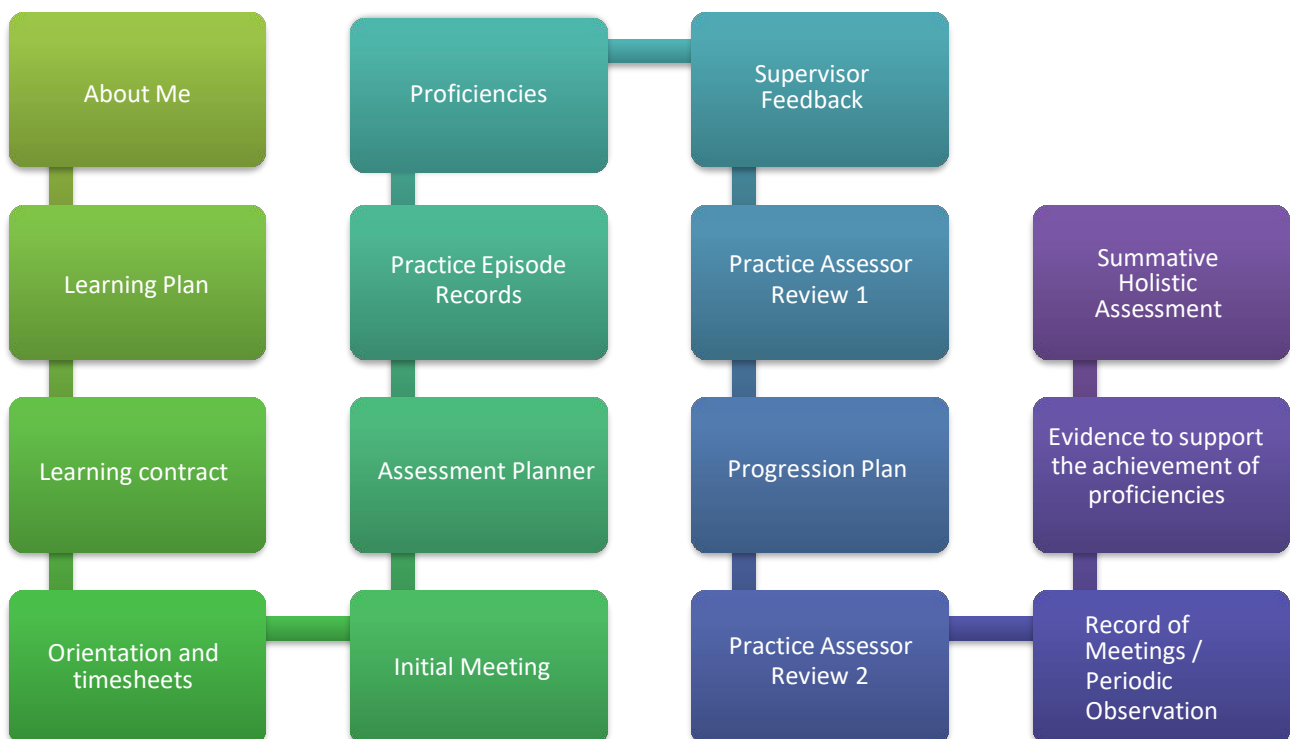 About Me
Learning Plan
Learning contract
Orientation and
timesheets
Initial Meeting
Assessment Planner
Practice Episode
Records
Proficiencies
Supervisor
Feedback
Practice Assessor
Review 1
Progression Plan
Practice Assessor
Review 2
Record of
Meetings /
Periodic
Observation
Evidence to support
the achievement of
proficiencies
Summative
Holistic
Assessment